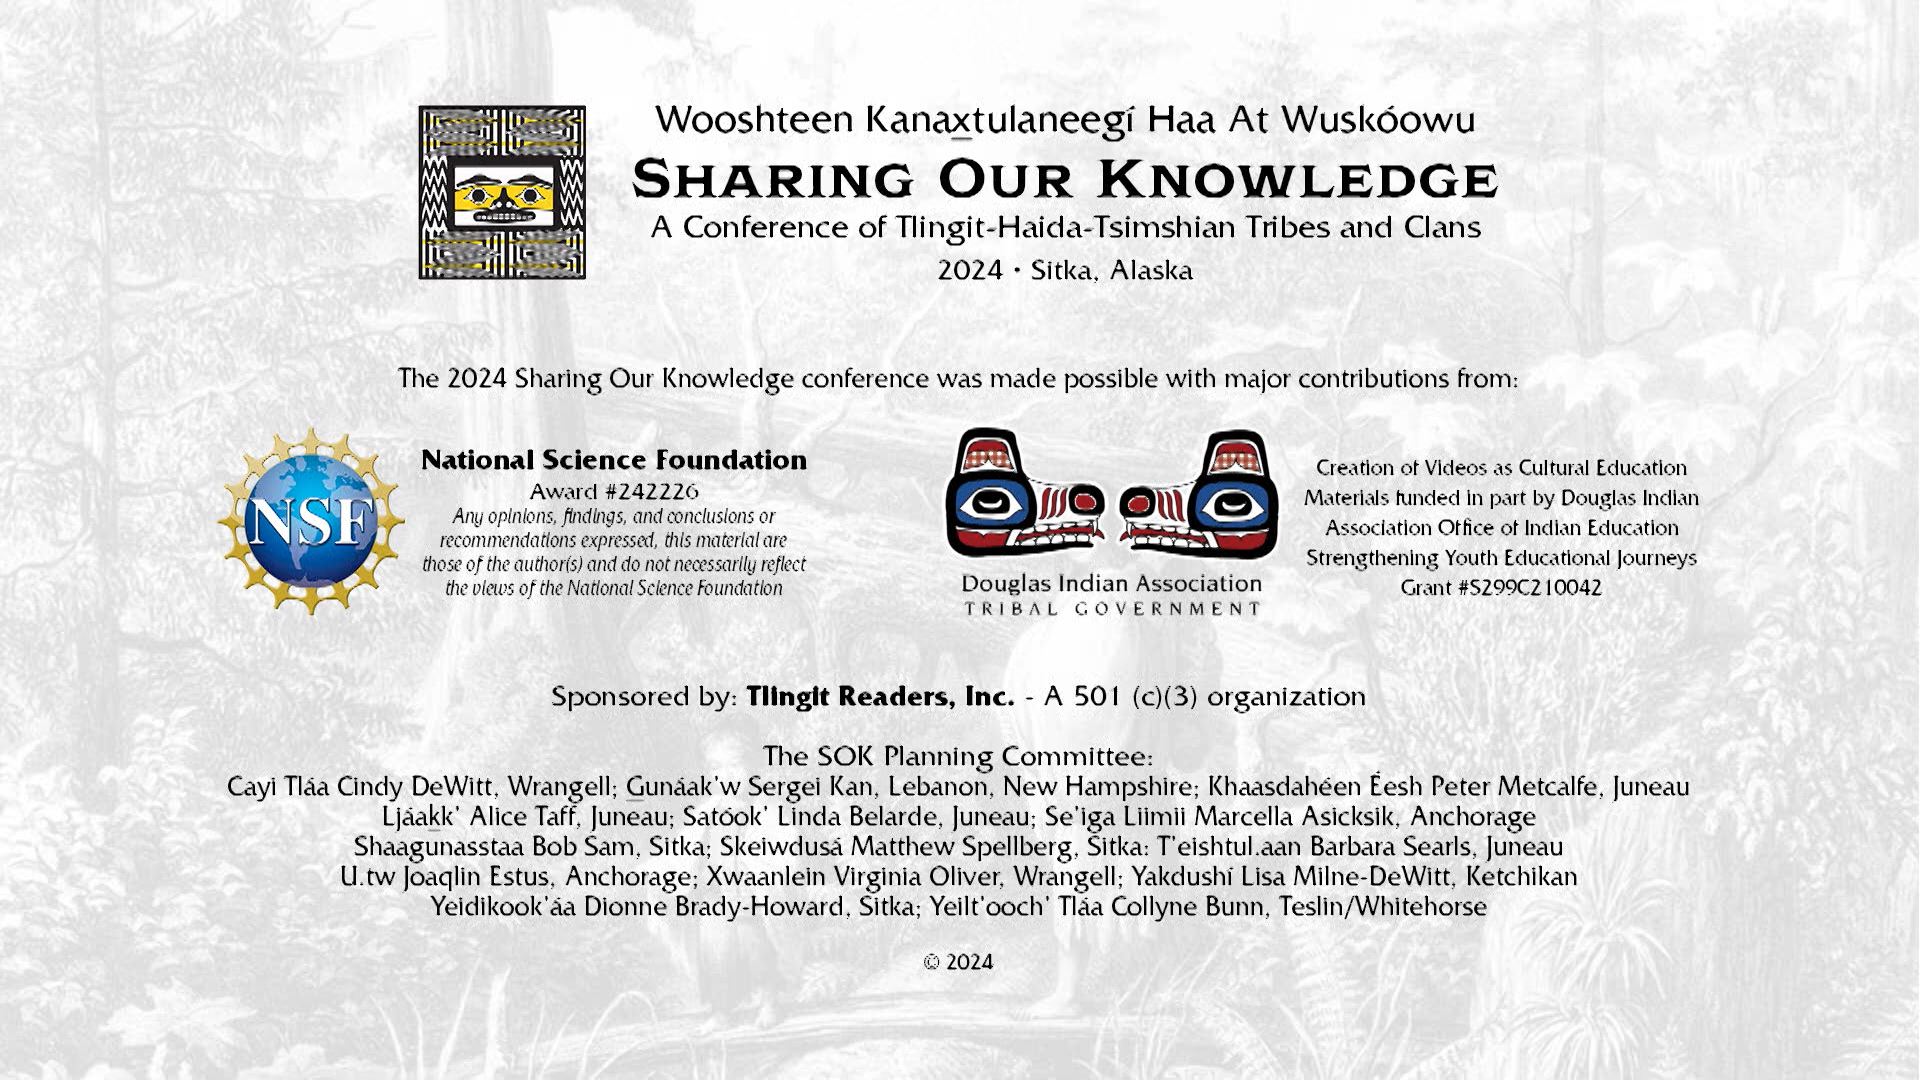 Wooshteen Kanax̲tulaneegí Haa At Wuskóowu
Sharing Our Knowledge
A Conference of Tlingit-Haida-Tsimshian Tribes and Clans
2024 • Sitka, Alaska
The 2024 Sharing Our Knowledge conference was made possible with major contributions from:
NSF
National Science Foundation
Award #242226
Any opinions, findings, and conclusions or
recommendations expressed, this material are
those of the author(s) and do not necessarily reflect
the views of the National Science Foundation
Douglas Indian Association
TRIBAL GOVERNMENT
Creation of Videos as Cultural Education
Materials funded in part by Douglas Indian
Association Office of Indian Education
Strengthening Youth Educational Journeys
Grant #S299C210042
Sponsored by: Tlingit Readers, Inc. - A 501 (c)(3) organization
The SOK Planning Committee:
Cayi Tláa Cindy DeWitt, Wrangell; G̲unáak'w Sergei Kan, Lebanon, New Hampshire; Khaasdahéen Éesh Peter Metcalfe, Juneau
Ljáak̲k' Alice Taff, Juneau; Satóok' Linda Belarde, Juneau; Se'iga Liimii Marcella Asicksik, Anchorage
Shaagunasstaa Bob Sam, Sitka; Skeiwdusá Matthew Spellberg, Sitka: T'eishtul.aan Barbara Searls, Juneau
U.tw Joaqlin Estus, Anchorage; Xwaanlein Virginia Oliver, Wrangell; Yakdushí Lisa Milne-DeWitt, Ketchikan
Yeidikook'áa Dionne Brady-Howard, Sitka; Yeilt'ooch' Tláa Collyne Bunn, Teslin/Whitehorse
© 2024